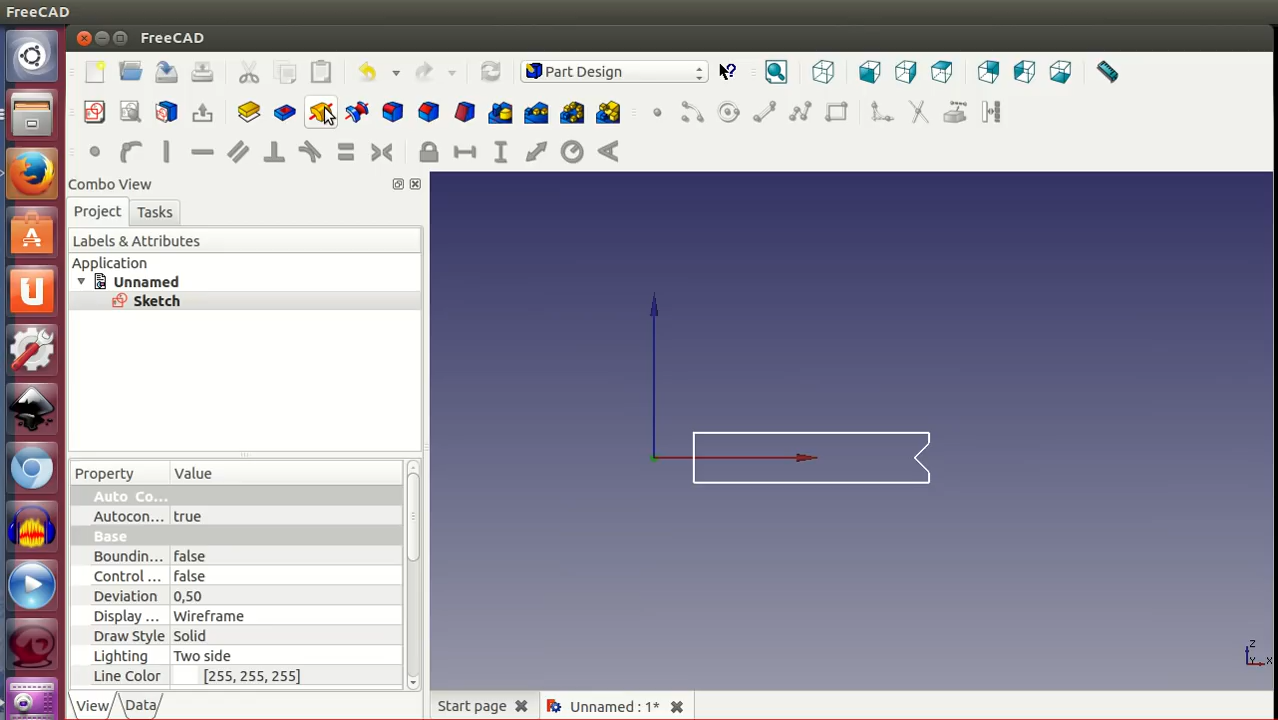 FreeCAD
FreeCAD
Part Design
Combo View
Project Tasks
Labels & Attributes
Application
Unnamed
Sketch
Property Value
Auto Co...
Autocon... true
Base
Boundin... false
Control ... false
Deviation 0,50
Display ... Wireframe
Draw Style Solid
Lighting Two side
Line Color [255, 255, 255]
View Data
Start page Unnamed : 1*
Z
Y X